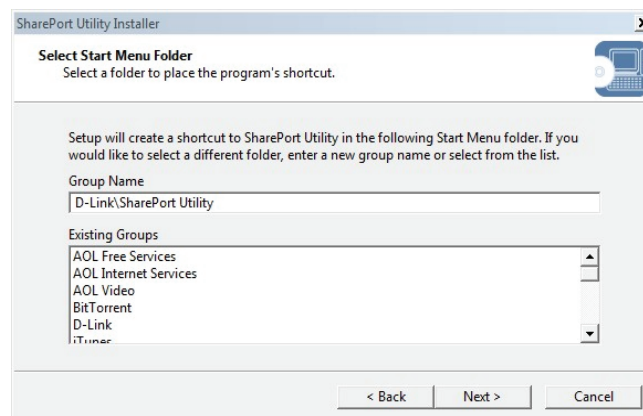 SharePort Utility Installer
Select Start Menu Folder
Select a folder to place the program's shortcut.
Setup will create a shortcut to SharePort Utility in the following Start Menu folder. If you
would like to select a different folder, enter a new group name or select from the list.
Group Name
D-Link\SharePort Utility
Existing Groups
AOL Free Services
AOL Internet Services
AOL Video
BitTorrent
D-Link
iTunes
< Back
Next >
Cancel